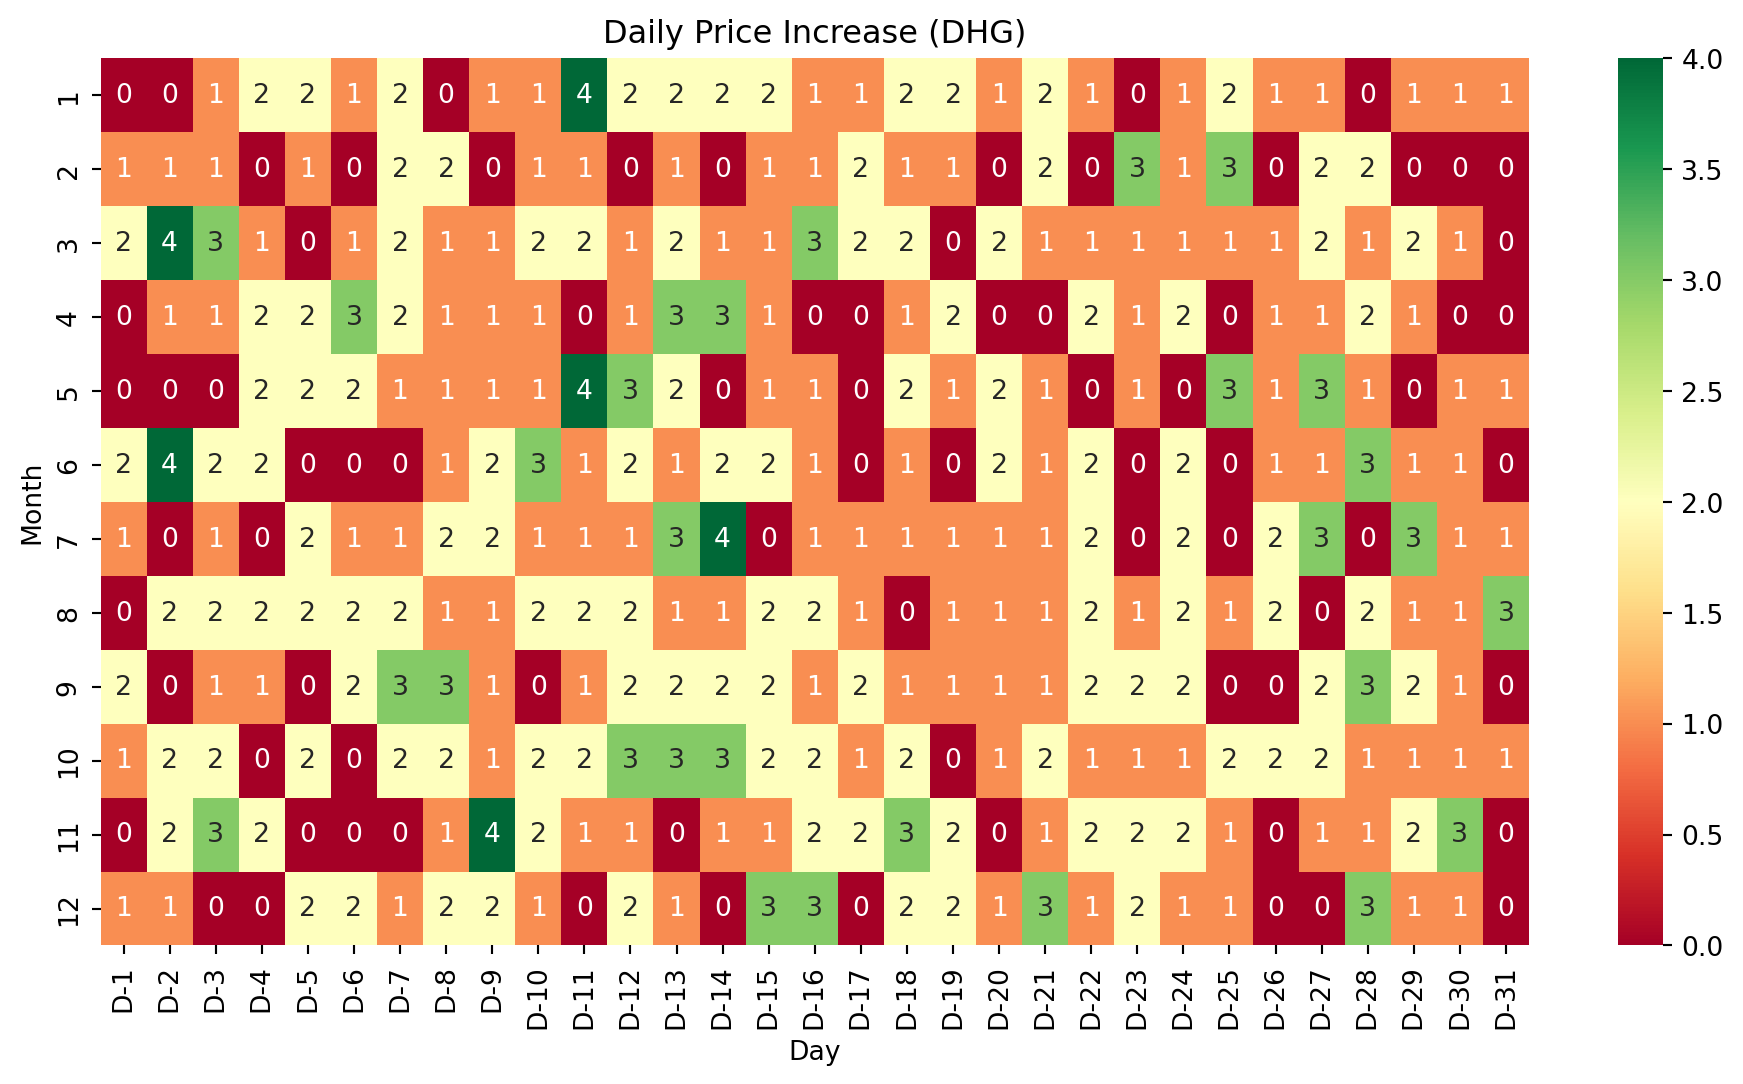 Daily Price Increase (DHG)
1 0 0 1 2 2 1 2 0 1 1 4 2 2 2 2 1 1 2 2 1 2 1 0 1 2 1 1 0 1 1 1
2 1 1 1 0 1 0 2 2 0 1 1 0 1 0 1 1 2 1 1 0 2 0 3 1 3 0 2 2 0 0 0
3 2 4 3 1 0 1 2 1 1 2 2 1 2 1 1 3 2 2 0 2 1 1 1 1 1 1 2 1 2 1 0
4 0 1 1 2 2 3 2 1 1 1 0 1 3 3 1 0 0 1 2 0 0 2 1 2 0 1 1 2 1 0 0
5 0 0 0 2 2 2 1 1 1 1 4 3 2 0 1 1 0 2 1 2 1 0 1 0 3 1 3 1 0 1 1
6 2 4 2 2 0 0 0 1 2 3 1 2 1 2 2 1 0 1 0 2 1 2 0 2 0 1 1 3 1 1 0
7 1 0 1 0 2 1 1 2 2 1 1 1 3 4 0 1 1 1 1 1 1 2 0 2 0 2 3 0 3 1 1
8 0 2 2 2 2 2 2 1 1 2 2 2 1 1 2 2 1 0 1 1 1 2 1 2 1 2 0 2 1 1 3
9 2 0 1 1 0 2 3 3 1 0 1 2 2 2 2 1 2 1 1 1 1 2 2 2 0 0 2 3 2 1 0
10 1 2 2 0 2 0 2 2 1 2 2 3 3 3 2 2 1 2 0 1 2 1 1 1 2 2 2 1 1 1 1
11 0 2 3 2 0 0 0 1 4 2 1 1 0 1 1 2 2 3 2 0 1 2 2 2 1 0 1 1 2 3 0
12 1 1 0 0 2 2 1 2 2 1 0 2 1 0 3 3 0 2 2 1 3 1 2 1 1 0 0 3 1 1 0
D-1 D-2 D-3 D-4 D-5 D-6 D-7 D-8 D-9 D-10 D-11 D-12 D-13 D-14 D-15 D-16 D-17 D-18 D-19 D-20 D-21 D-22 D-23 D-24 D-25 D-26 D-27 D-28 D-29 D-30 D-31
Day
Month
4.0
3.5
3.0
2.5
2.0
1.5
1.0
0.5
0.0